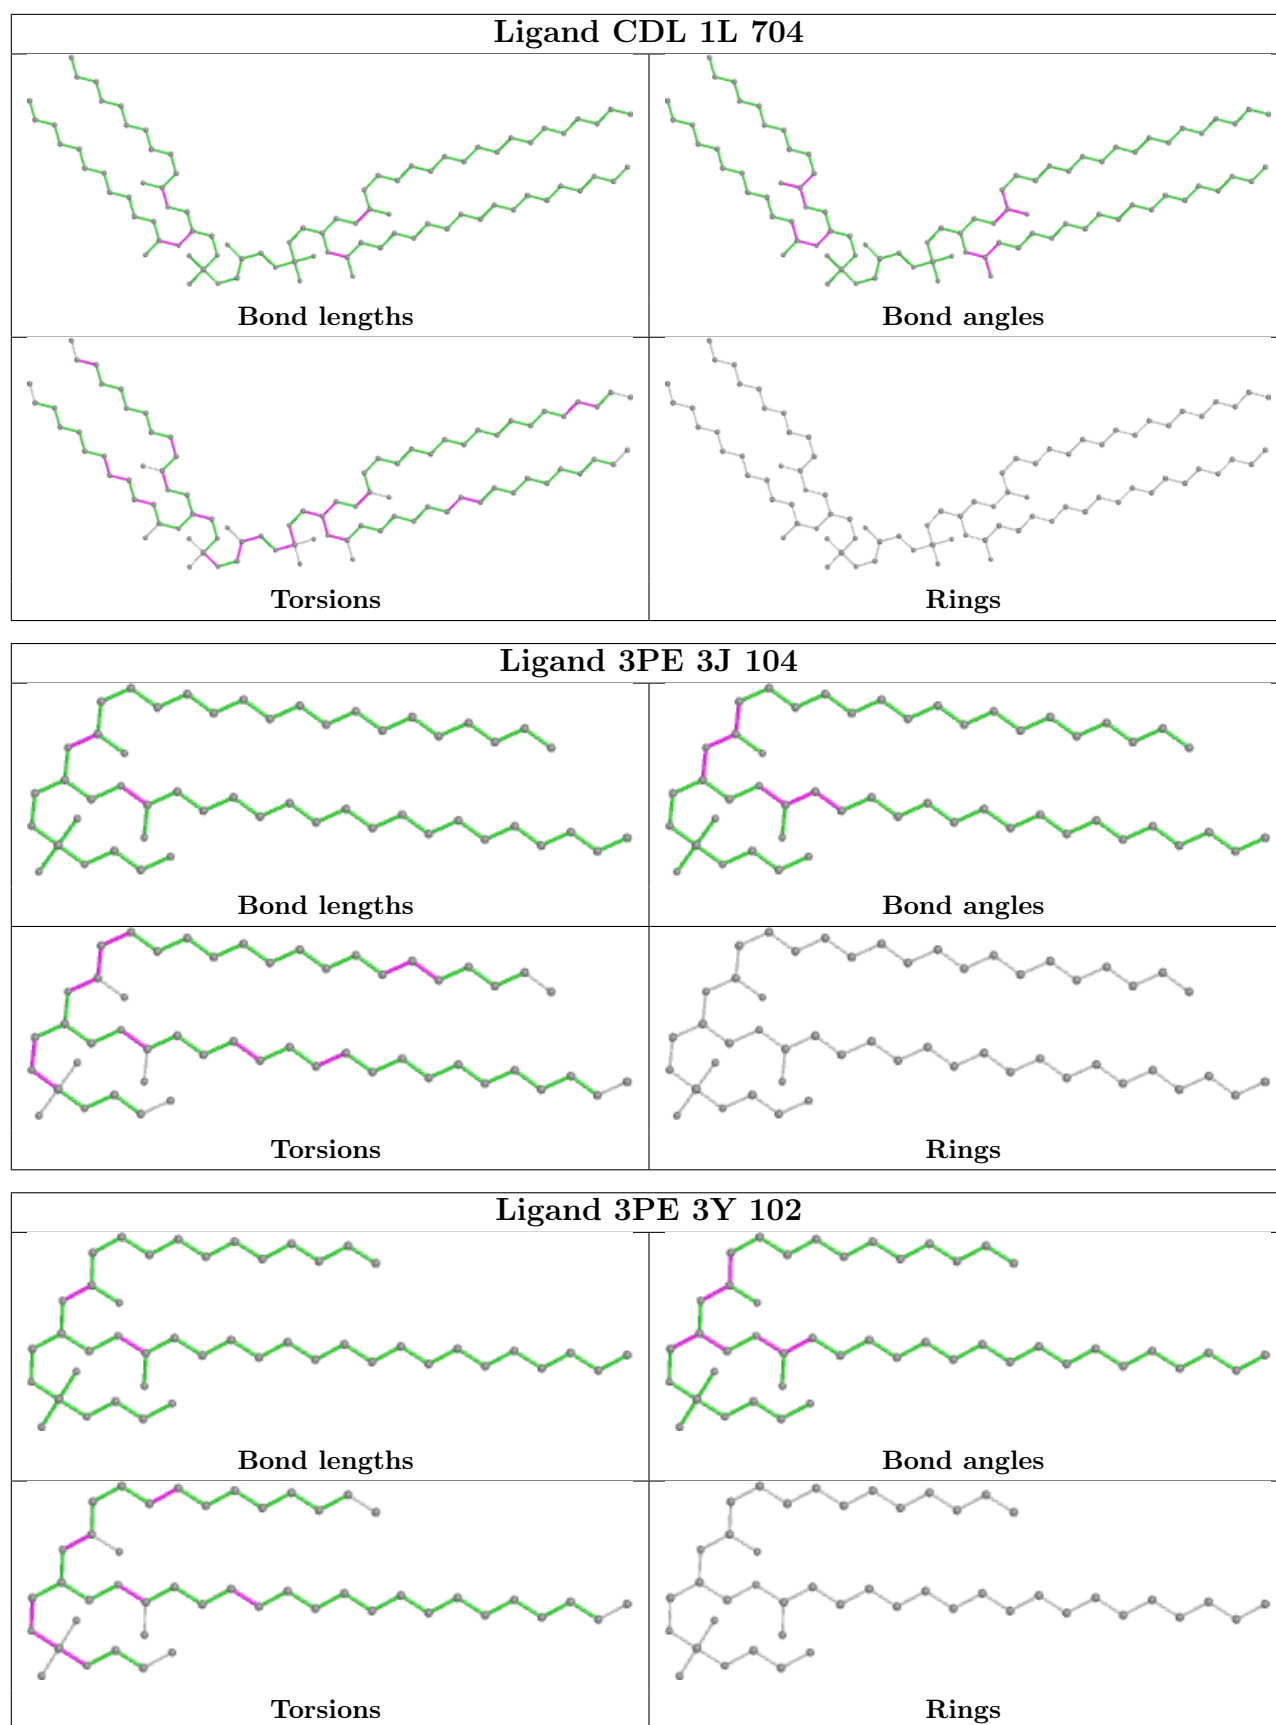 Ligand CDL 1L 704
Bond lengths
Bond angles
Torsions
Rings
Ligand 3PE 3J 104
Bond lengths
Bond angles
Torsions
Rings
Ligand 3PE 3Y 102
Bond lengths
Bond angles
Torsions
Rings